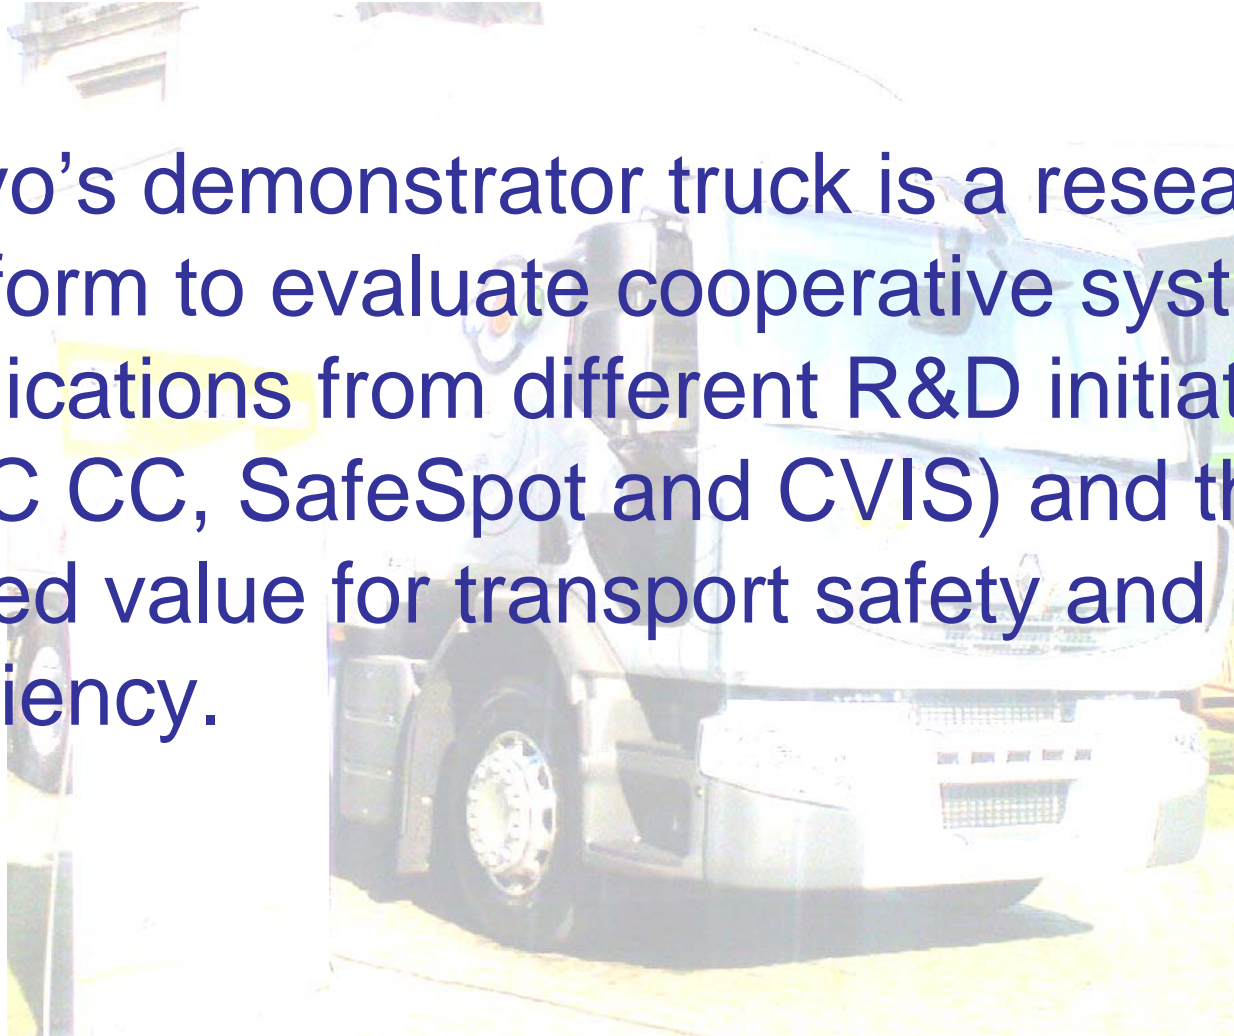 vo’s demonstrator truck is a resea
form to evaluate cooperative syst
ications from different R&D initiat
C CC, SafeSpot and CVIS) and th
ed value for transport safety and
iency.